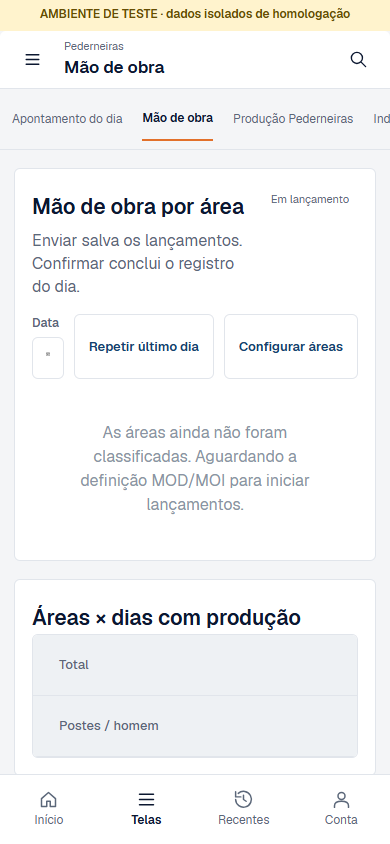 AMBIENTE DE TESTE · dados isolados de homologação
Pederneiras
Mão de obra
Apontamento do dia
Mão de obra
Produção Pederneiras
Ind
Mão de obra por área
Em lançamento
Enviar salva os lançamentos.
Confirmar conclui o registro
do dia.
Data
Repetir último dia
Configurar áreas
As áreas ainda não foram
classificadas. Aguardando a
definição MOD/MOI para iniciar
lançamentos.
Áreas × dias com produção
Total
Postes / homem
Início
Telas
Recentes
Conta